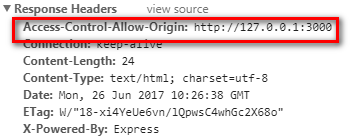 ▼ Response Headers view source
Access-Control-Allow-Origin: http://127.0.0.1:3000
Connection: keep-alive
Content-Length: 24
Content-Type: text/html; charset=utf-8
Date: Mon, 26 Jun 2017 10:26:38 GMT
ETag: W/"18-xi4YeUe6vn/lQpwsC4whGc2X68o"
X-Powered-By: Express